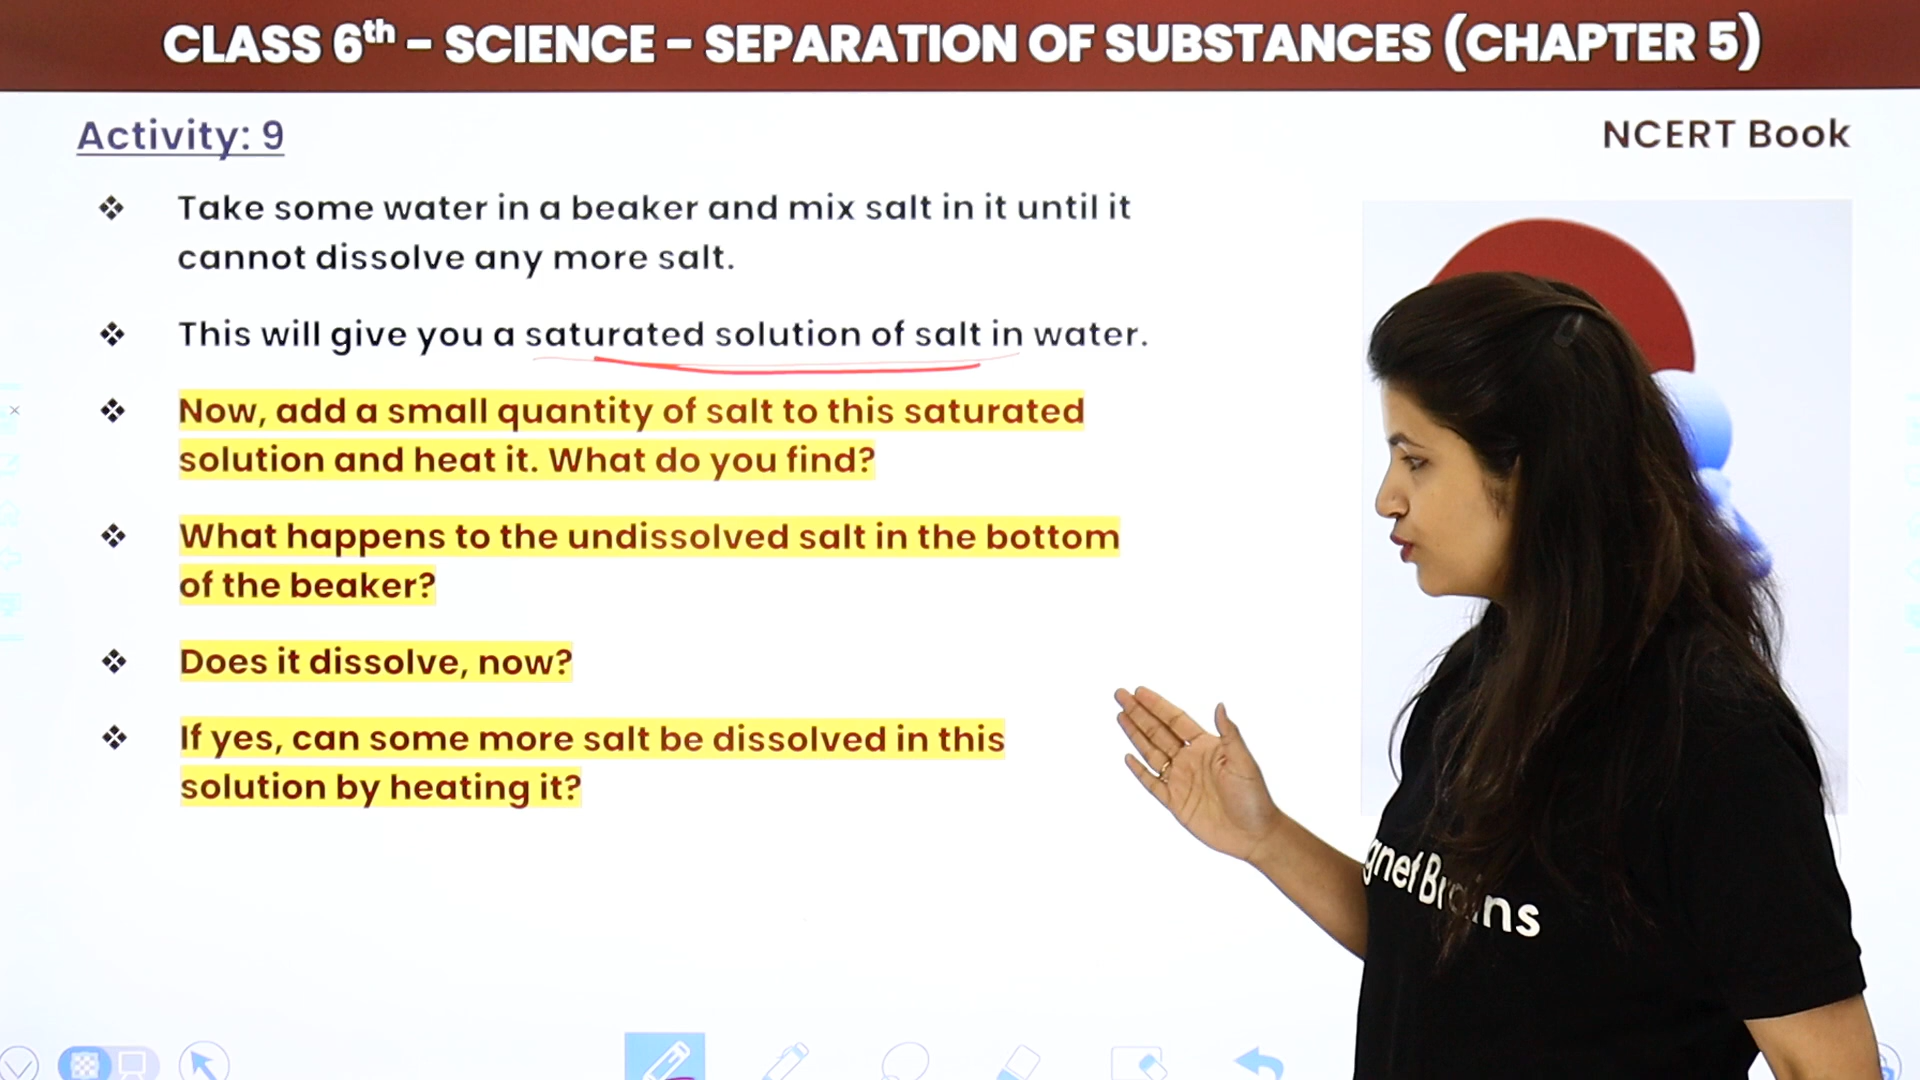 CLASS 6th – SCIENCE – SEPARATION OF SUBSTANCES (CHAPTER 5)
Activity: 9
NCERT Book
❖ Take some water in a beaker and mix salt in it until it
cannot dissolve any more salt.
❖ This will give you a saturated solution of salt in water.
❖ Now, add a small quantity of salt to this saturated
solution and heat it. What do you find?
❖ What happens to the undissolved salt in the bottom
of the beaker?
❖ Does it dissolve, now?
❖ If yes, can some more salt be dissolved in this
solution by heating it?
gnet Brains